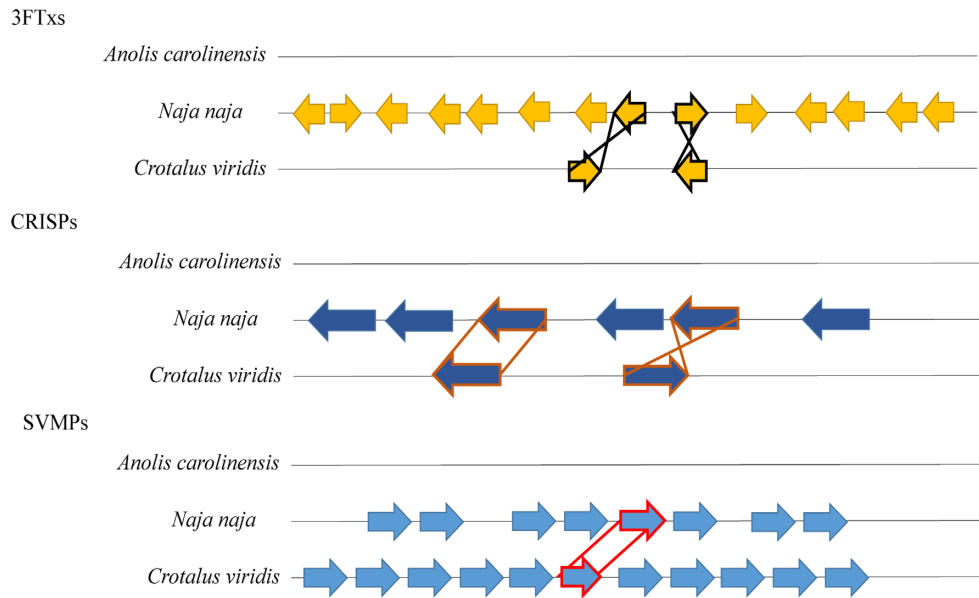 3FTxs
Anolis carolinensis
Naja naja
Crotalus viridis
CRISPs
Anolis carolinensis
Naja naja
Crotalus viridis
SVMPs
Anolis carolinensis
Naja naja
Crotalus viridis